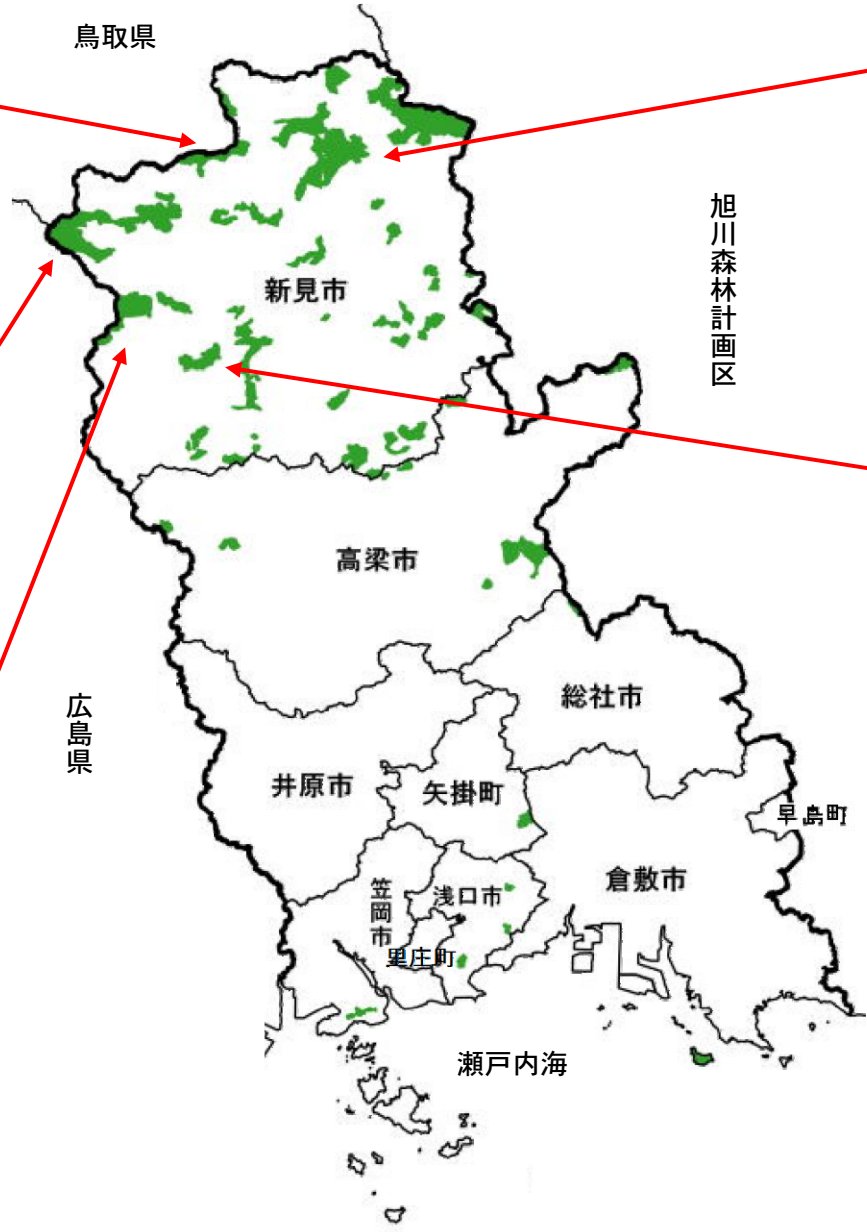 鳥取県
旭川森林計画区
新見市
高梁市
広島県
総社市
井原市
矢掛町
早島町
倉敷市
笠岡市
浅口市
里庄町
瀬戸内海